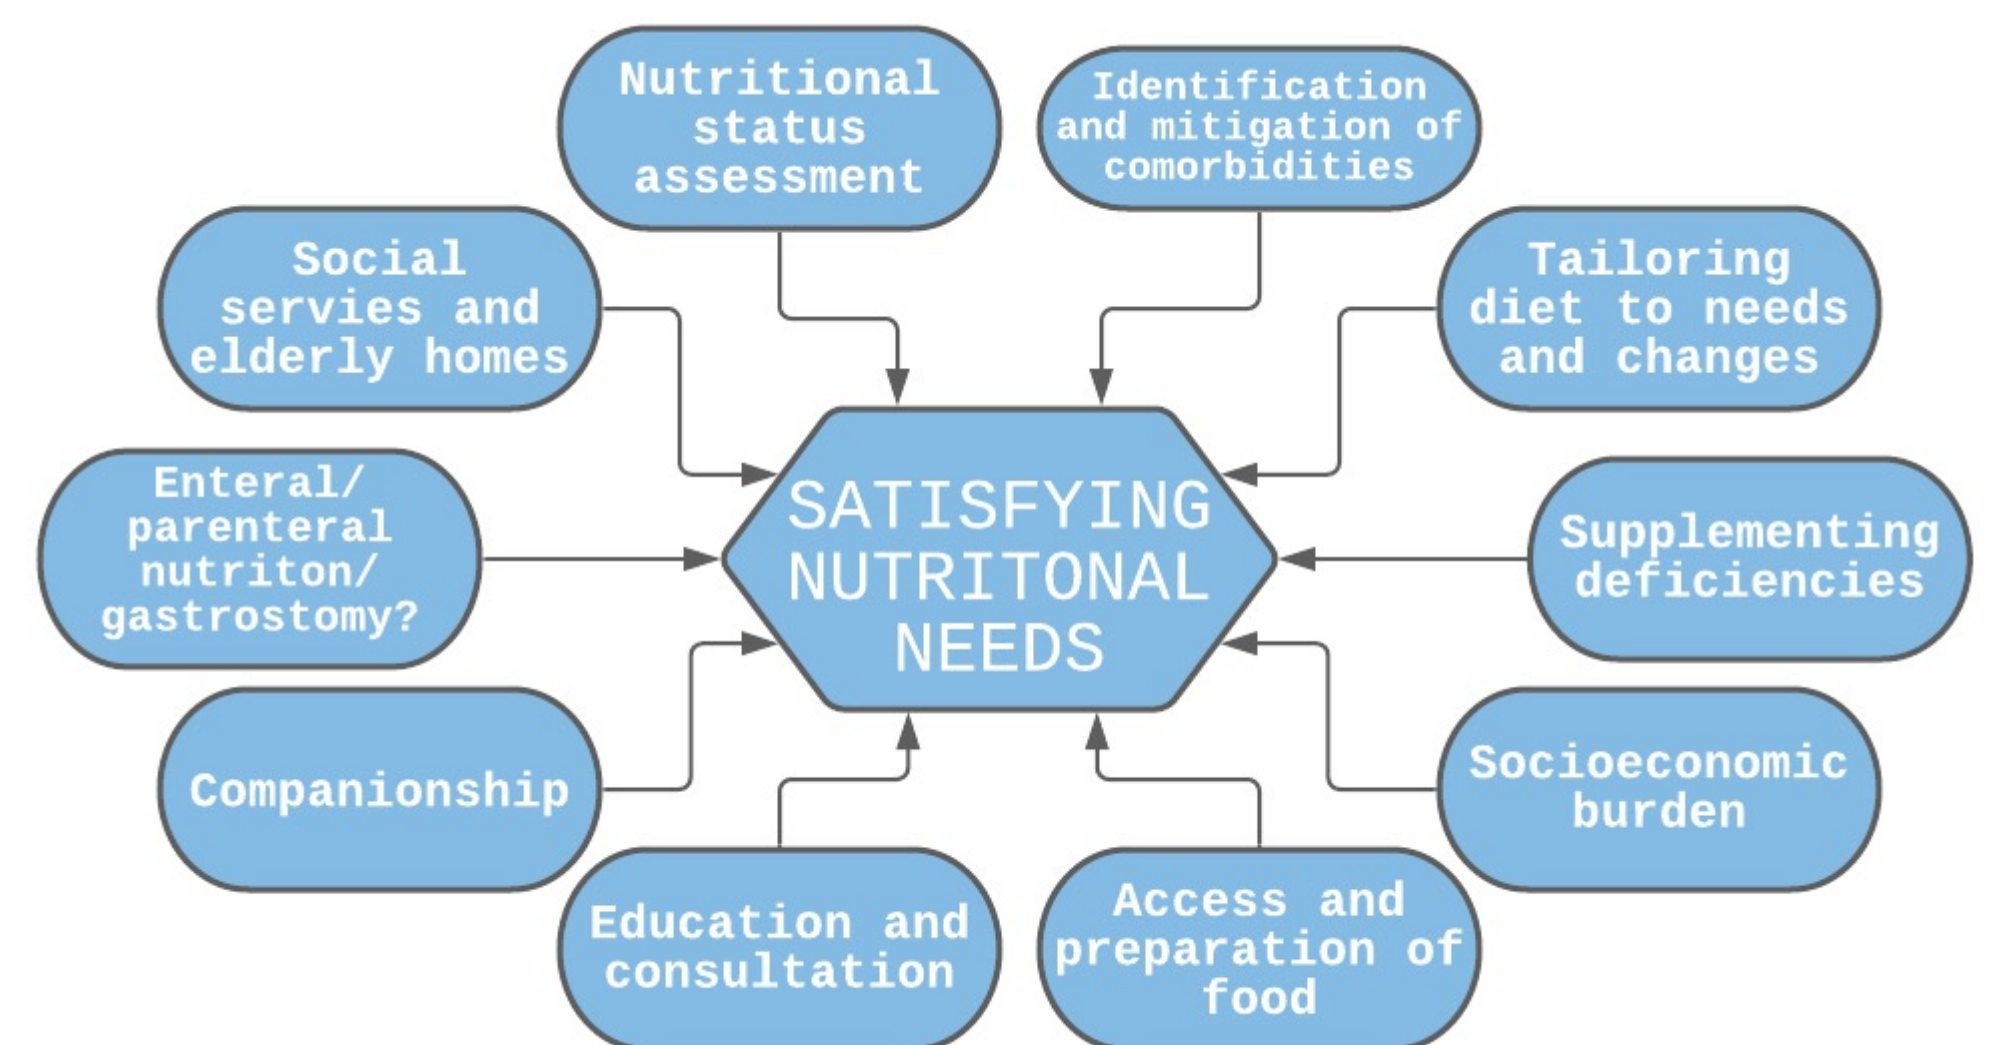 Nutritional
status
assessment
Identification
and mitigation of
comorbidities
Social
servies and
elderly homes
Tailoring
diet to needs
and changes
Enteral/
parenteral
nutriton/
gastrostomy?
SATISFYING
NUTRITONAL
NEEDS
Supplementing
deficiencies
Companionship
Socioeconomic
burden
Education and
consultation
Access and
preparation of
food